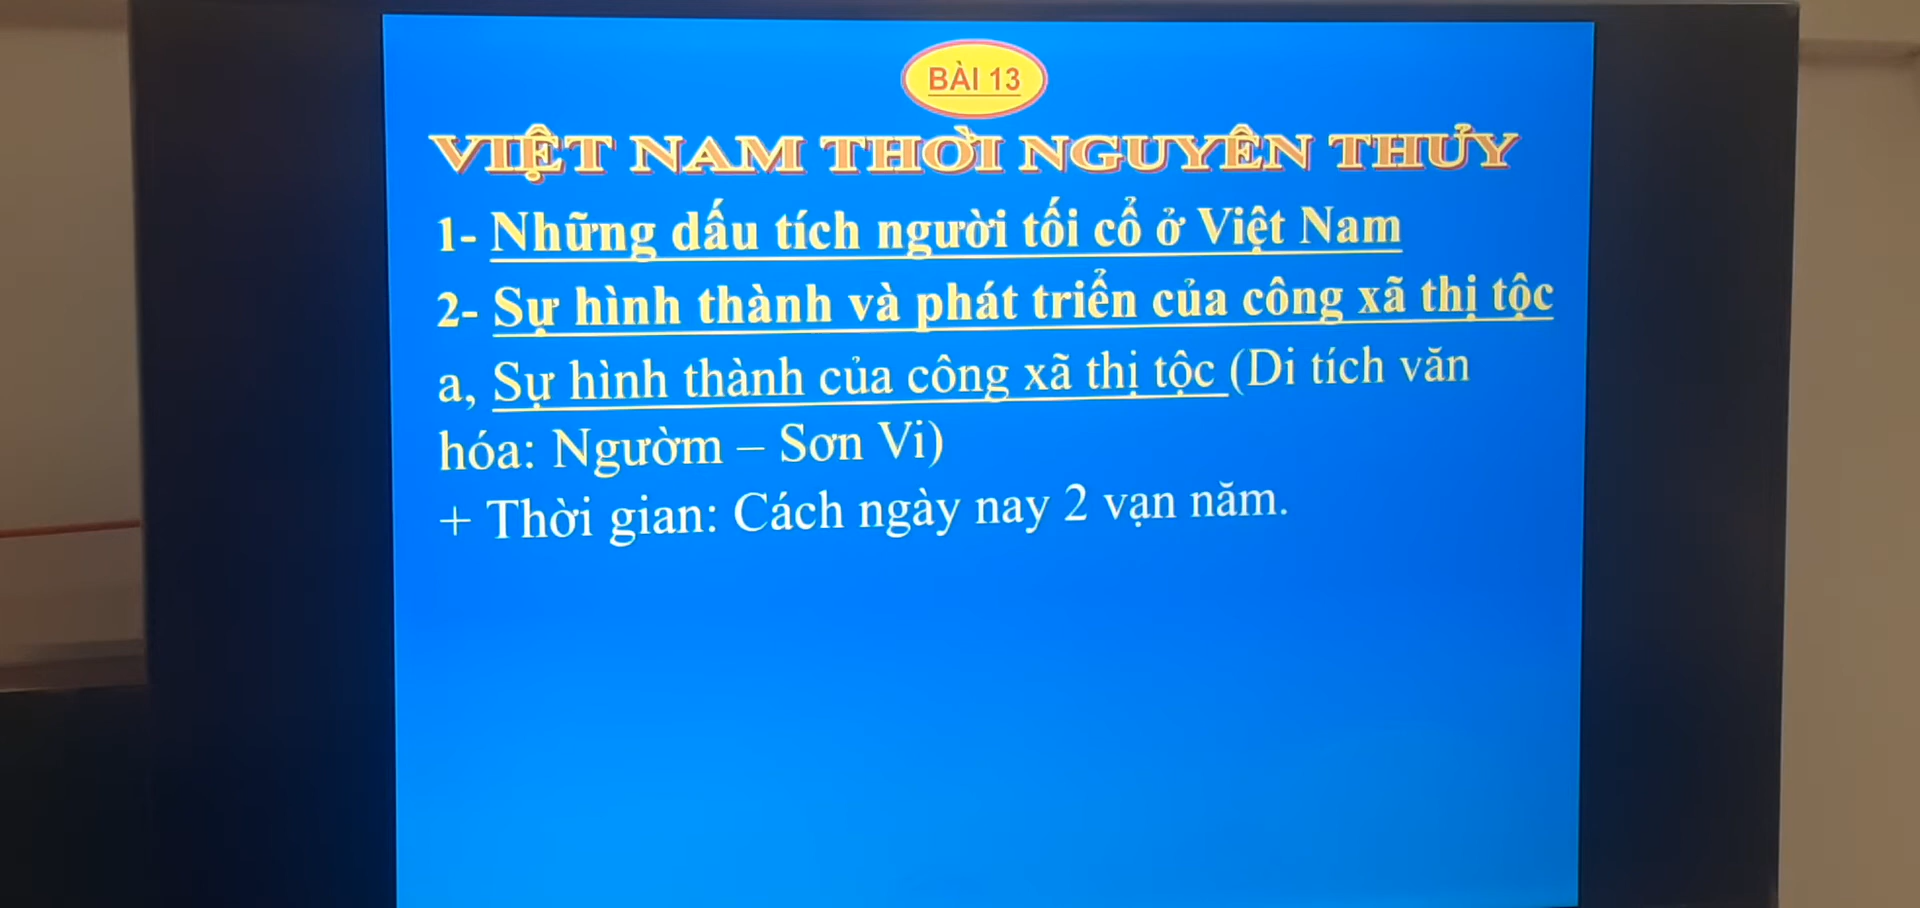 BÀI 13
VIỆT NAM THỜI NGUYÊN THỦY
1- Những dấu tích người tối cổ ở Việt Nam
2- Sự hình thành và phát triển của công xã thị tộc
a, Sự hình thành của công xã thị tộc (Di tích văn
hóa: Ngườm – Sơn Vi)
+ Thời gian: Cách ngày nay 2 vạn năm.